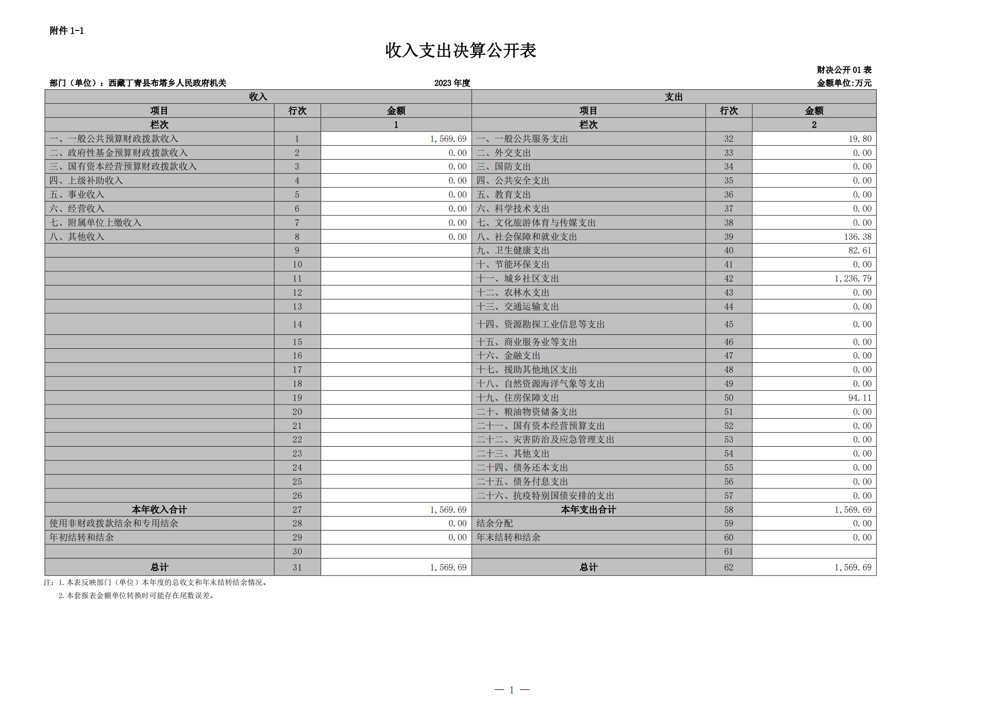 附件 1-1
收入支出决算公开表
财决公开 01 表
部门（单位）：西藏丁青县布塔乡人民政府机关 2023 年度 金额单位:万元
收入 支出
项目 行次 金额 项目 行次 金额
栏次 1 栏次 2
一、一般公共预算财政拨款收入 1 1,569.69 一、一般公共服务支出 32 19.80
二、政府性基金预算财政拨款收入 2 0.00 二、外交支出 33 0.00
三、国有资本经营预算财政拨款收入 3 0.00 三、国防支出 34 0.00
四、上级补助收入 4 0.00 四、公共安全支出 35 0.00
五、事业收入 5 0.00 五、教育支出 36 0.00
六、经营收入 6 0.00 六、科学技术支出 37 0.00
七、附属单位上缴收入 7 0.00 七、文化旅游体育与传媒支出 38 0.00
八、其他收入 8 0.00 八、社会保障和就业支出 39 136.38
9 九、卫生健康支出 40 82.61
10 十、节能环保支出 41 0.00
11 十一、城乡社区支出 42 1,236.79
12 十二、农林水支出 43 0.00
13 十三、交通运输支出 44 0.00
14 十四、资源勘探工业信息等支出 45 0.00
15 十五、商业服务业等支出 46 0.00
16 十六、金融支出 47 0.00
17 十七、援助其他地区支出 48 0.00
18 十八、自然资源海洋气象等支出 49 0.00
19 十九、住房保障支出 50 94.11
20 二十、粮油物资储备支出 51 0.00
21 二十一、国有资本经营预算支出 52 0.00
22 二十二、灾害防治及应急管理支出 53 0.00
23 二十三、其他支出 54 0.00
24 二十四、债务还本支出 55 0.00
25 二十五、债务付息支出 56 0.00
26 二十六、抗疫特别国债安排的支出 57 0.00
本年收入合计 27 1,569.69 本年支出合计 58 1,569.69
使用非财政拨款结余和专用结余 28 0.00 结余分配 59 0.00
年初结转和结余 29 0.00 年末结转和结余 60 0.00
30 61
总计 31 1,569.69 总计 62 1,569.69
注：1.本表反映部门（单位）本年度的总收支和年末结转结余情况。
2.本套报表金额单位转换时可能存在尾数误差。
— 1 —